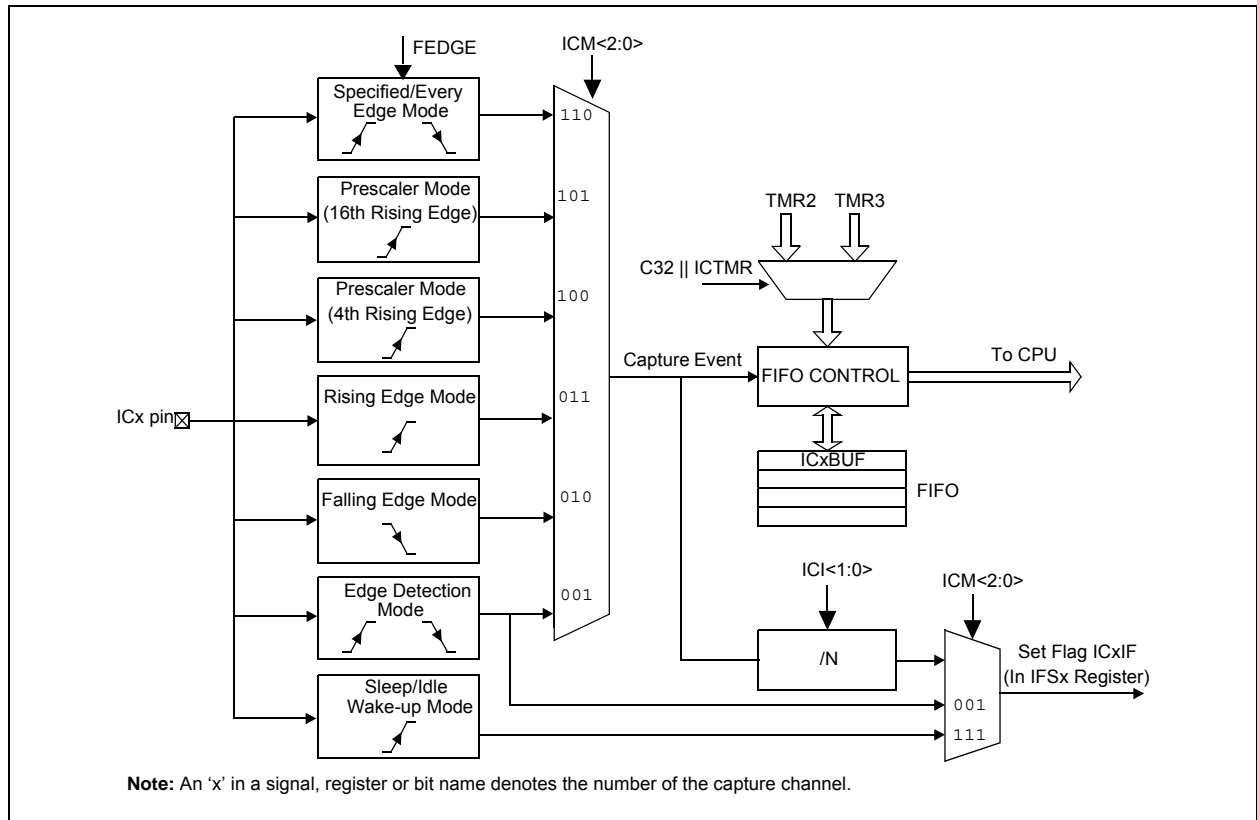 FEDGE
ICM<2:0>
Specified/Every
Edge Mode
110
Prescaler Mode
(16th Rising Edge)
101
TMR2
TMR3
C32 || ICTMR
Prescaler Mode
(4th Rising Edge)
100
Capture Event
FIFO CONTROL
To CPU
ICx pin
Rising Edge Mode
011
ICxBUF
FIFO
Falling Edge Mode
010
Edge Detection
Mode
001
ICI<1:0>
ICM<2:0>
/N
Set Flag ICxIF
(In IFSx Register)
Sleep/Idle
Wake-up Mode
001
111
Note: An ‘x’ in a signal, register or bit name denotes the number of the capture channel.